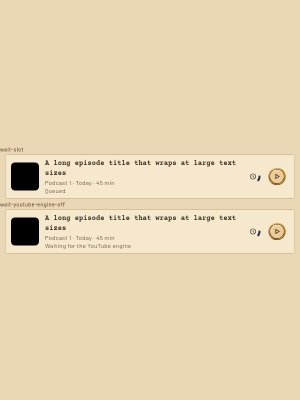 wait-slot
A long episode title that wraps at large text
sizes
Podcast 1 · Today · 45 min
Queued
wait-youtube-engine-off
A long episode title that wraps at large text
sizes
Podcast 1 · Today · 45 min
Waiting for the YouTube engine